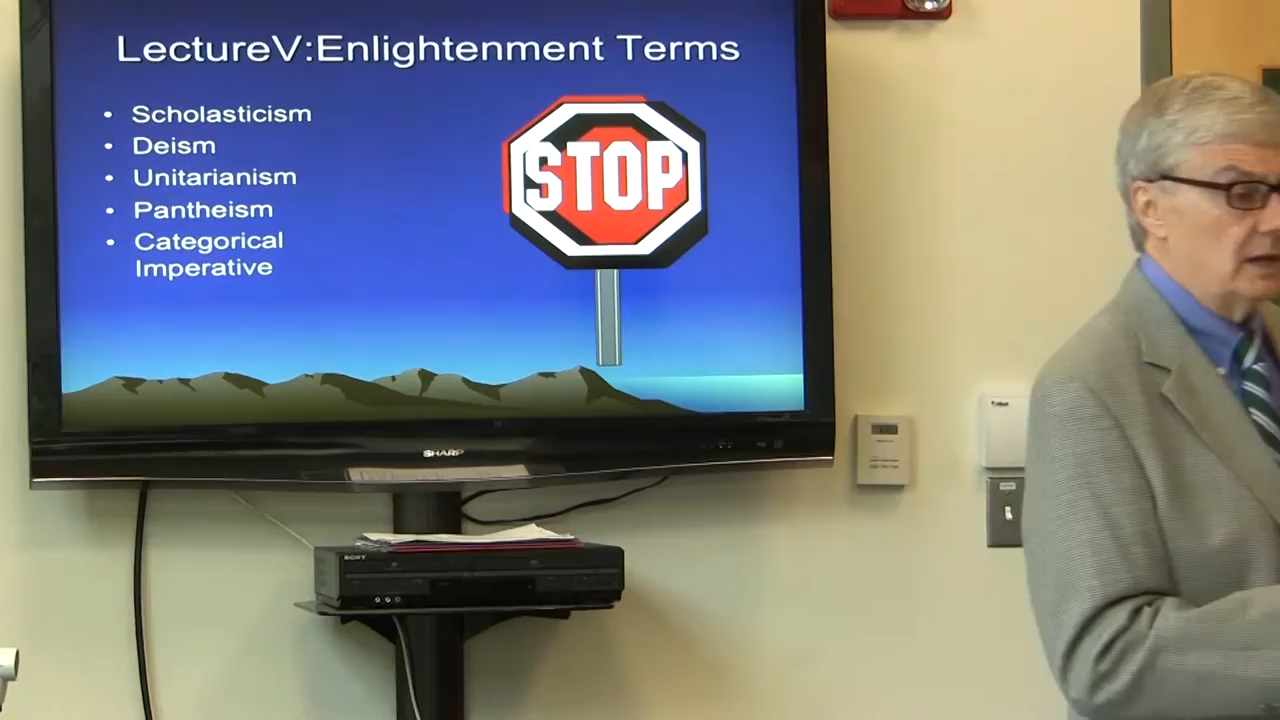 LectureV:Enlightenment Terms
• Scholasticism
• Deism
• Unitarianism
• Pantheism
• Categorical
Imperative
STOP
SHARP
SONY